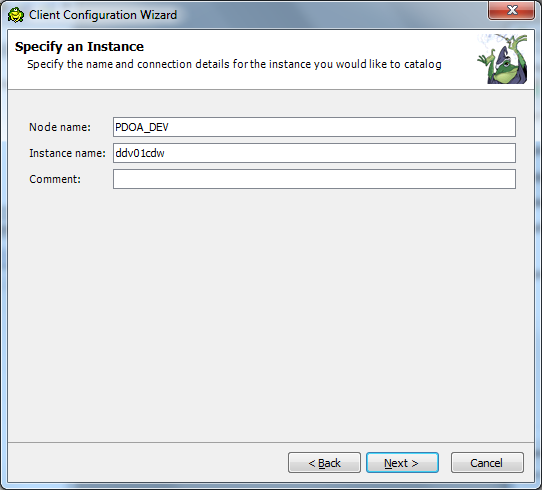 Client Configuration Wizard
Specify an Instance
Specify the name and connection details for the instance you would like to catalog
Node name: PDOA_DEV
Instance name: ddv01cdw
Comment:
< Back Next > Cancel